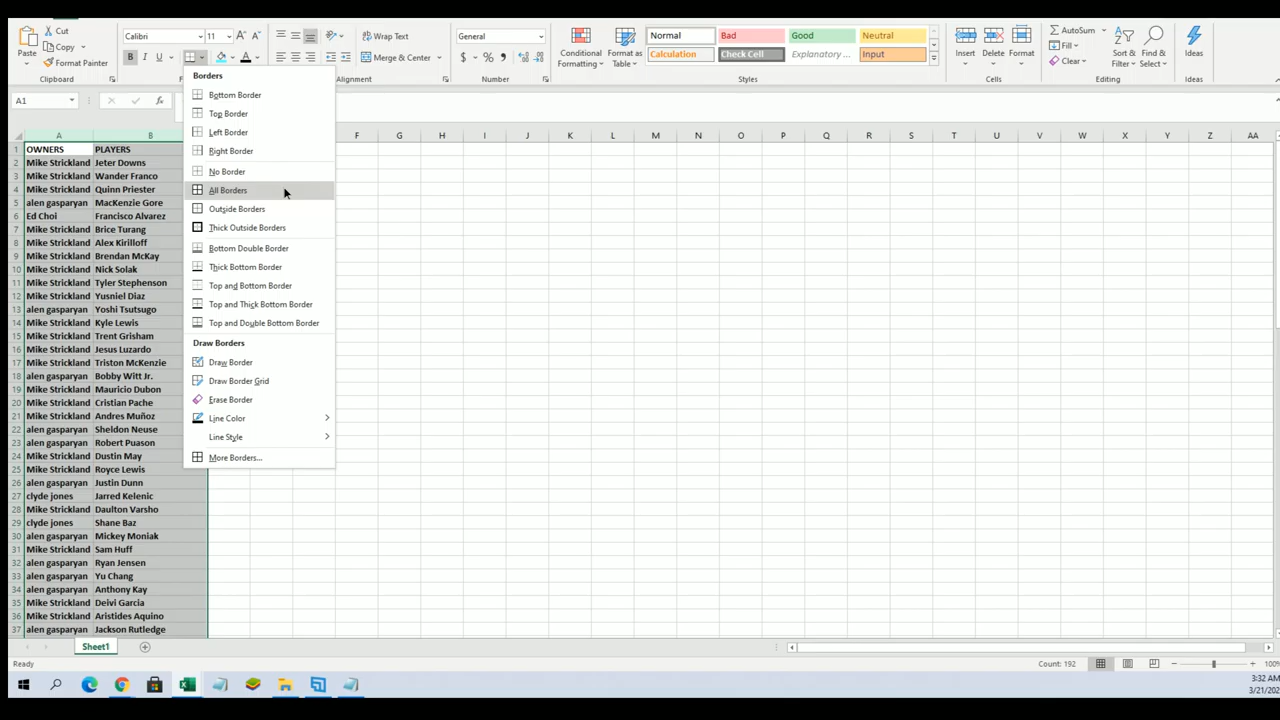 Cut
Copy
Paste
Format Painter
Clipboard
Calibri
11
A
A
B
I
U
A
Wrap Text
Merge & Center
Alignment
General
$
%
Conditional
Formatting
Format as
Table
Normal
Bad
Good
Neutral
Calculation
Check Cell
Explanatory ...
Input
Styles
Insert
Delete
Format
Cells
AutoSum
Fill
Clear
Sort &
Filter
Find &
Select
Editing
Ideas
Ideas
A1
fx
A B F G H I J K L M N O P Q R S T U V W X Y Z AA
1 OWNERS PLAYERS
2 Mike Strickland Jeter Downs
3 Mike Strickland Wander Franco
4 Mike Strickland Quinn Priester
5 alen gasparyan MacKenzie Gore
6 Ed Choi Francisco Alvarez
7 Mike Strickland Brice Turang
8 Mike Strickland Alex Kirilloff
9 Mike Strickland Brendan McKay
10 Mike Strickland Nick Solak
11 Mike Strickland Tyler Stephenson
12 Mike Strickland Yusniel Diaz
13 alen gasparyan Yoshi Tsutsugo
14 Mike Strickland Kyle Lewis
15 Mike Strickland Trent Grisham
16 Mike Strickland Jesus Luzardo
17 Mike Strickland Triston McKenzie
18 alen gasparyan Bobby Witt Jr.
19 Mike Strickland Mauricio Dubon
20 Mike Strickland Cristian Pache
21 Mike Strickland Andres Muñoz
22 alen gasparyan Sheldon Neuse
23 alen gasparyan Robert Puason
24 Mike Strickland Dustin May
25 Mike Strickland Royce Lewis
26 alen gasparyan Justin Dunn
27 clyde jones Jarred Kelenic
28 Mike Strickland Daulton Varsho
29 clyde jones Shane Baz
30 alen gasparyan Mickey Moniak
31 Mike Strickland Sam Huff
32 alen gasparyan Ryan Jensen
33 alen gasparyan Yu Chang
34 alen gasparyan Anthony Kay
35 Mike Strickland Deivi Garcia
36 Mike Strickland Aristides Aquino
37 alen gasparyan Jackson Rutledge
Borders
Bottom Border
Top Border
Left Border
Right Border
No Border
All Borders
Outside Borders
Thick Outside Borders
Bottom Double Border
Thick Bottom Border
Top and Bottom Border
Top and Thick Bottom Border
Top and Double Bottom Border
Draw Borders
Draw Border
Draw Border Grid
Erase Border
Line Color
Line Style
More Borders...
Sheet1
Ready
Count: 192
100%
3:32 AM